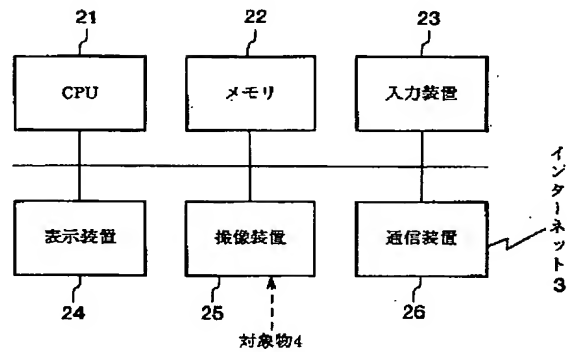 21
22
23
CPU
メモリ
入力装置
表示装置
撮像装置
通信装置
インターネット3
24
25
26
対象物4